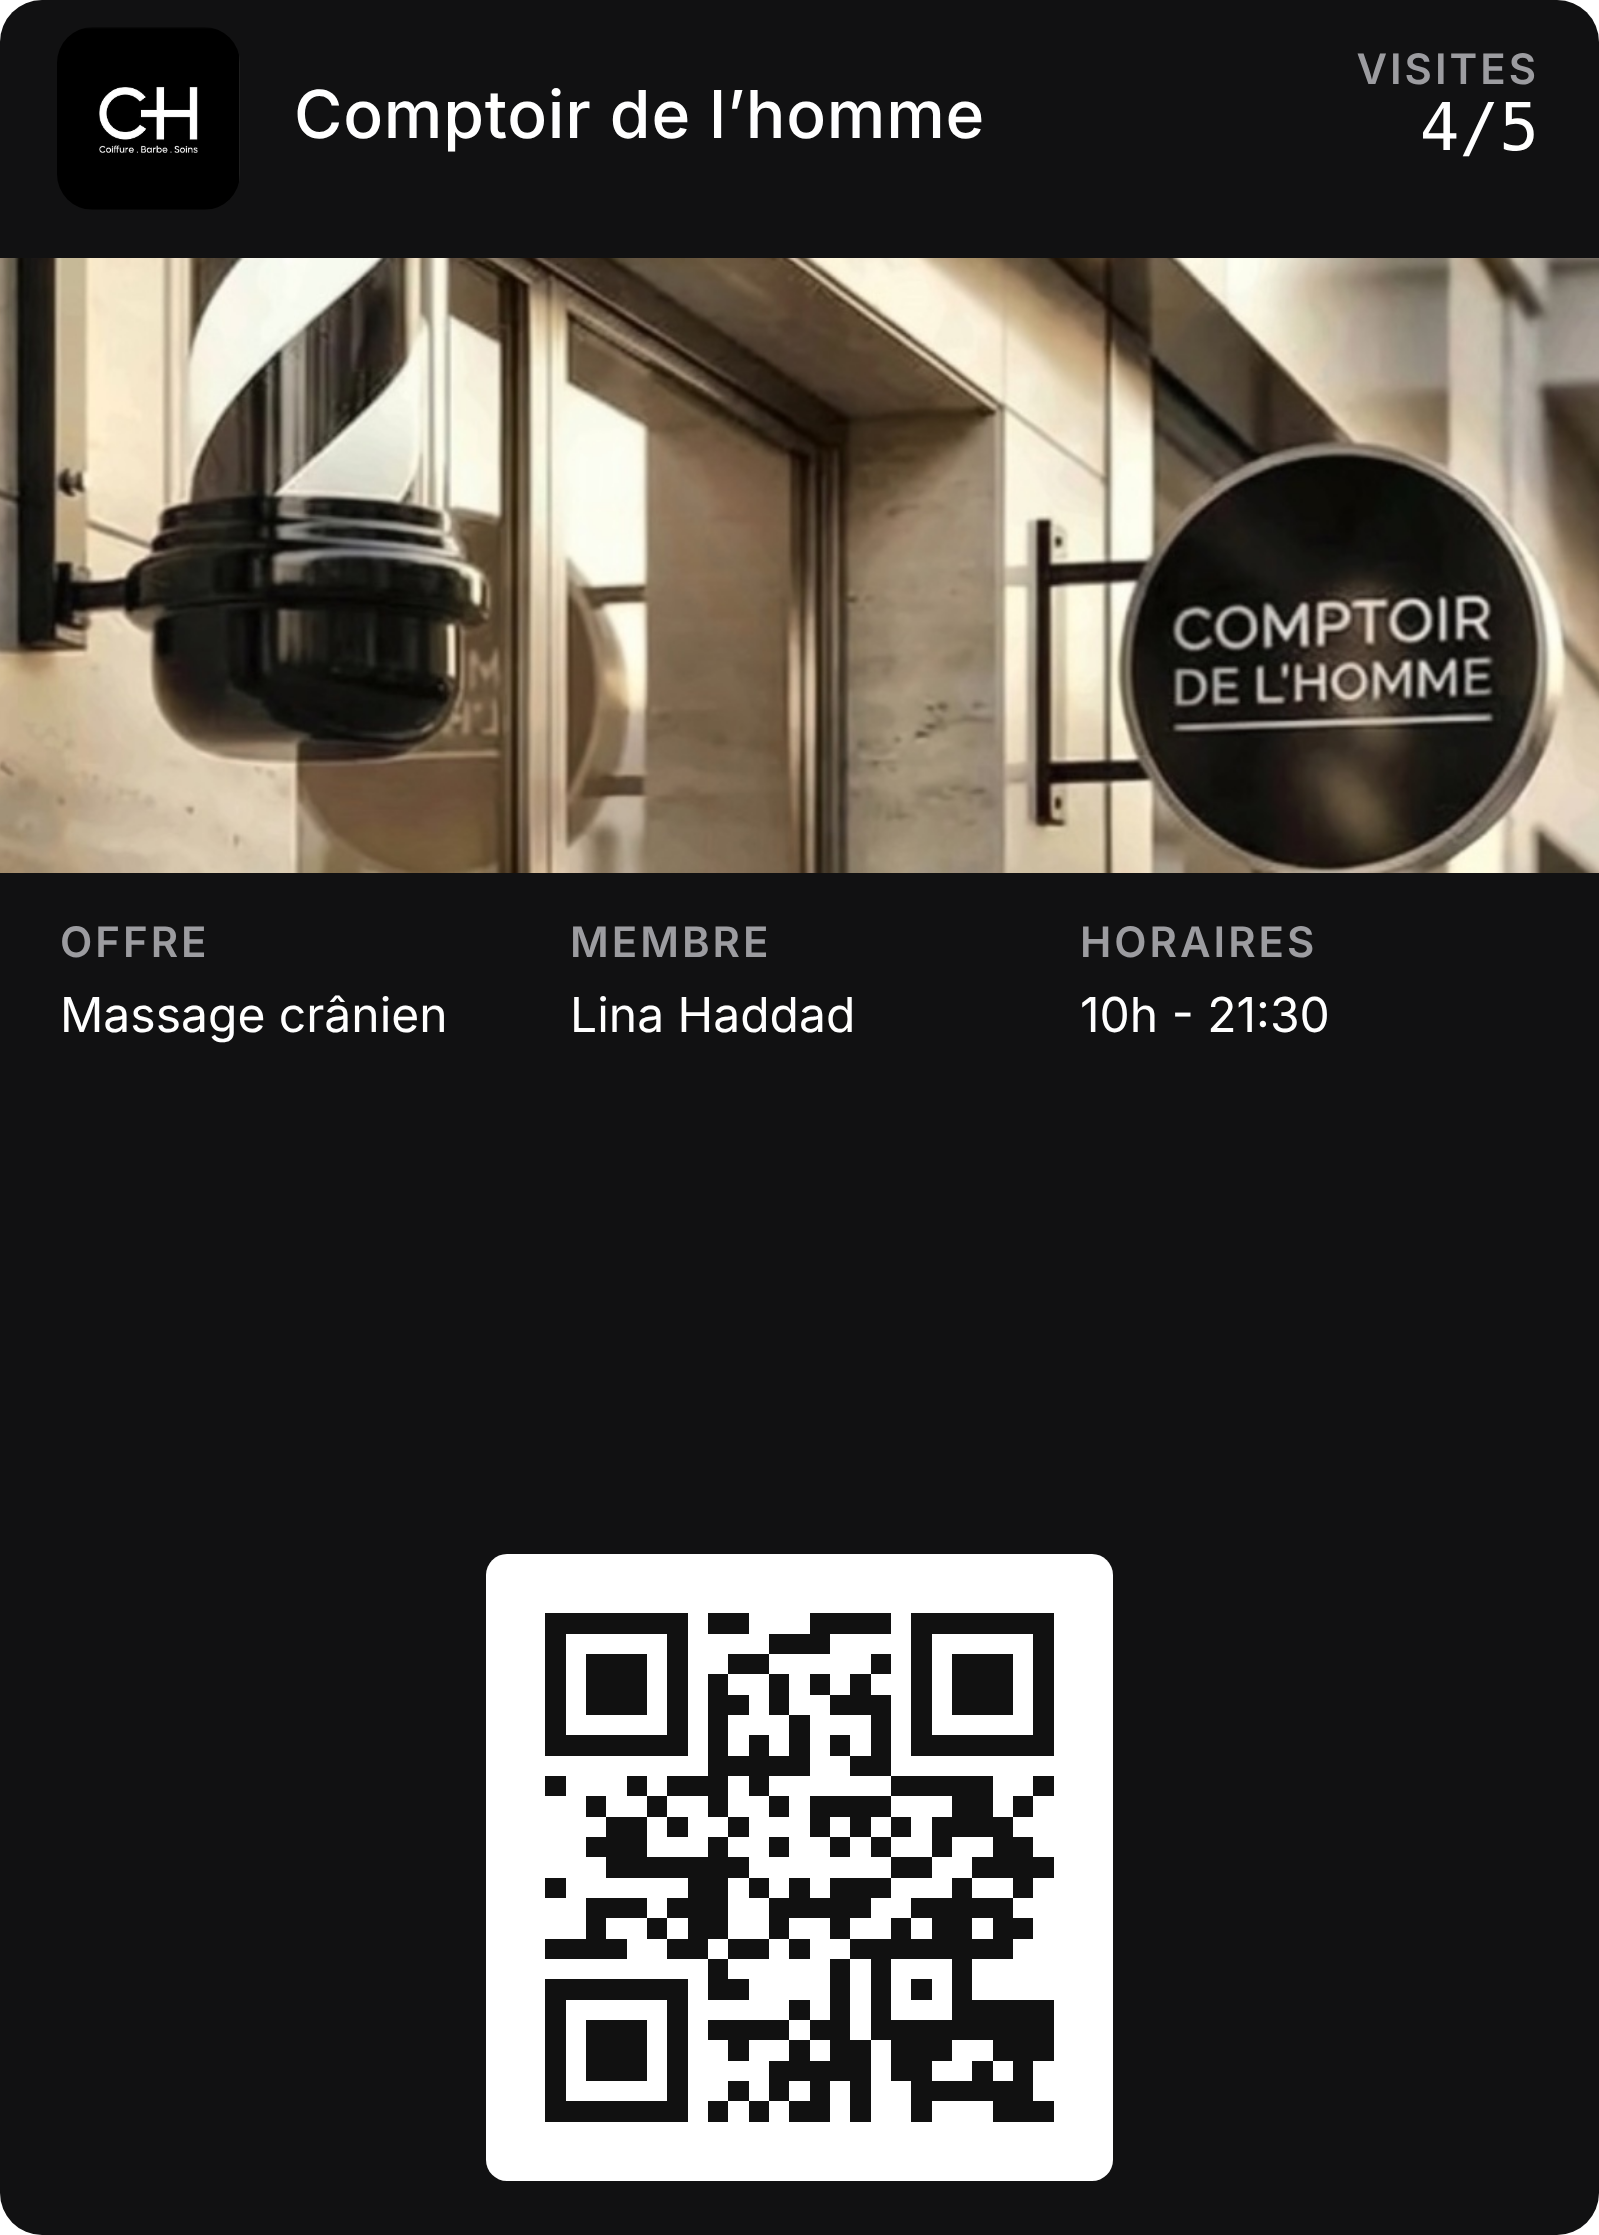 CH
Coiffure . Barbe . Soins
Comptoir de l’homme
VISITES
4/5
COMPTOIR
DE L'HOMME
OFFRE
Massage crânien
MEMBRE
Lina Haddad
HORAIRES
10h - 21:30